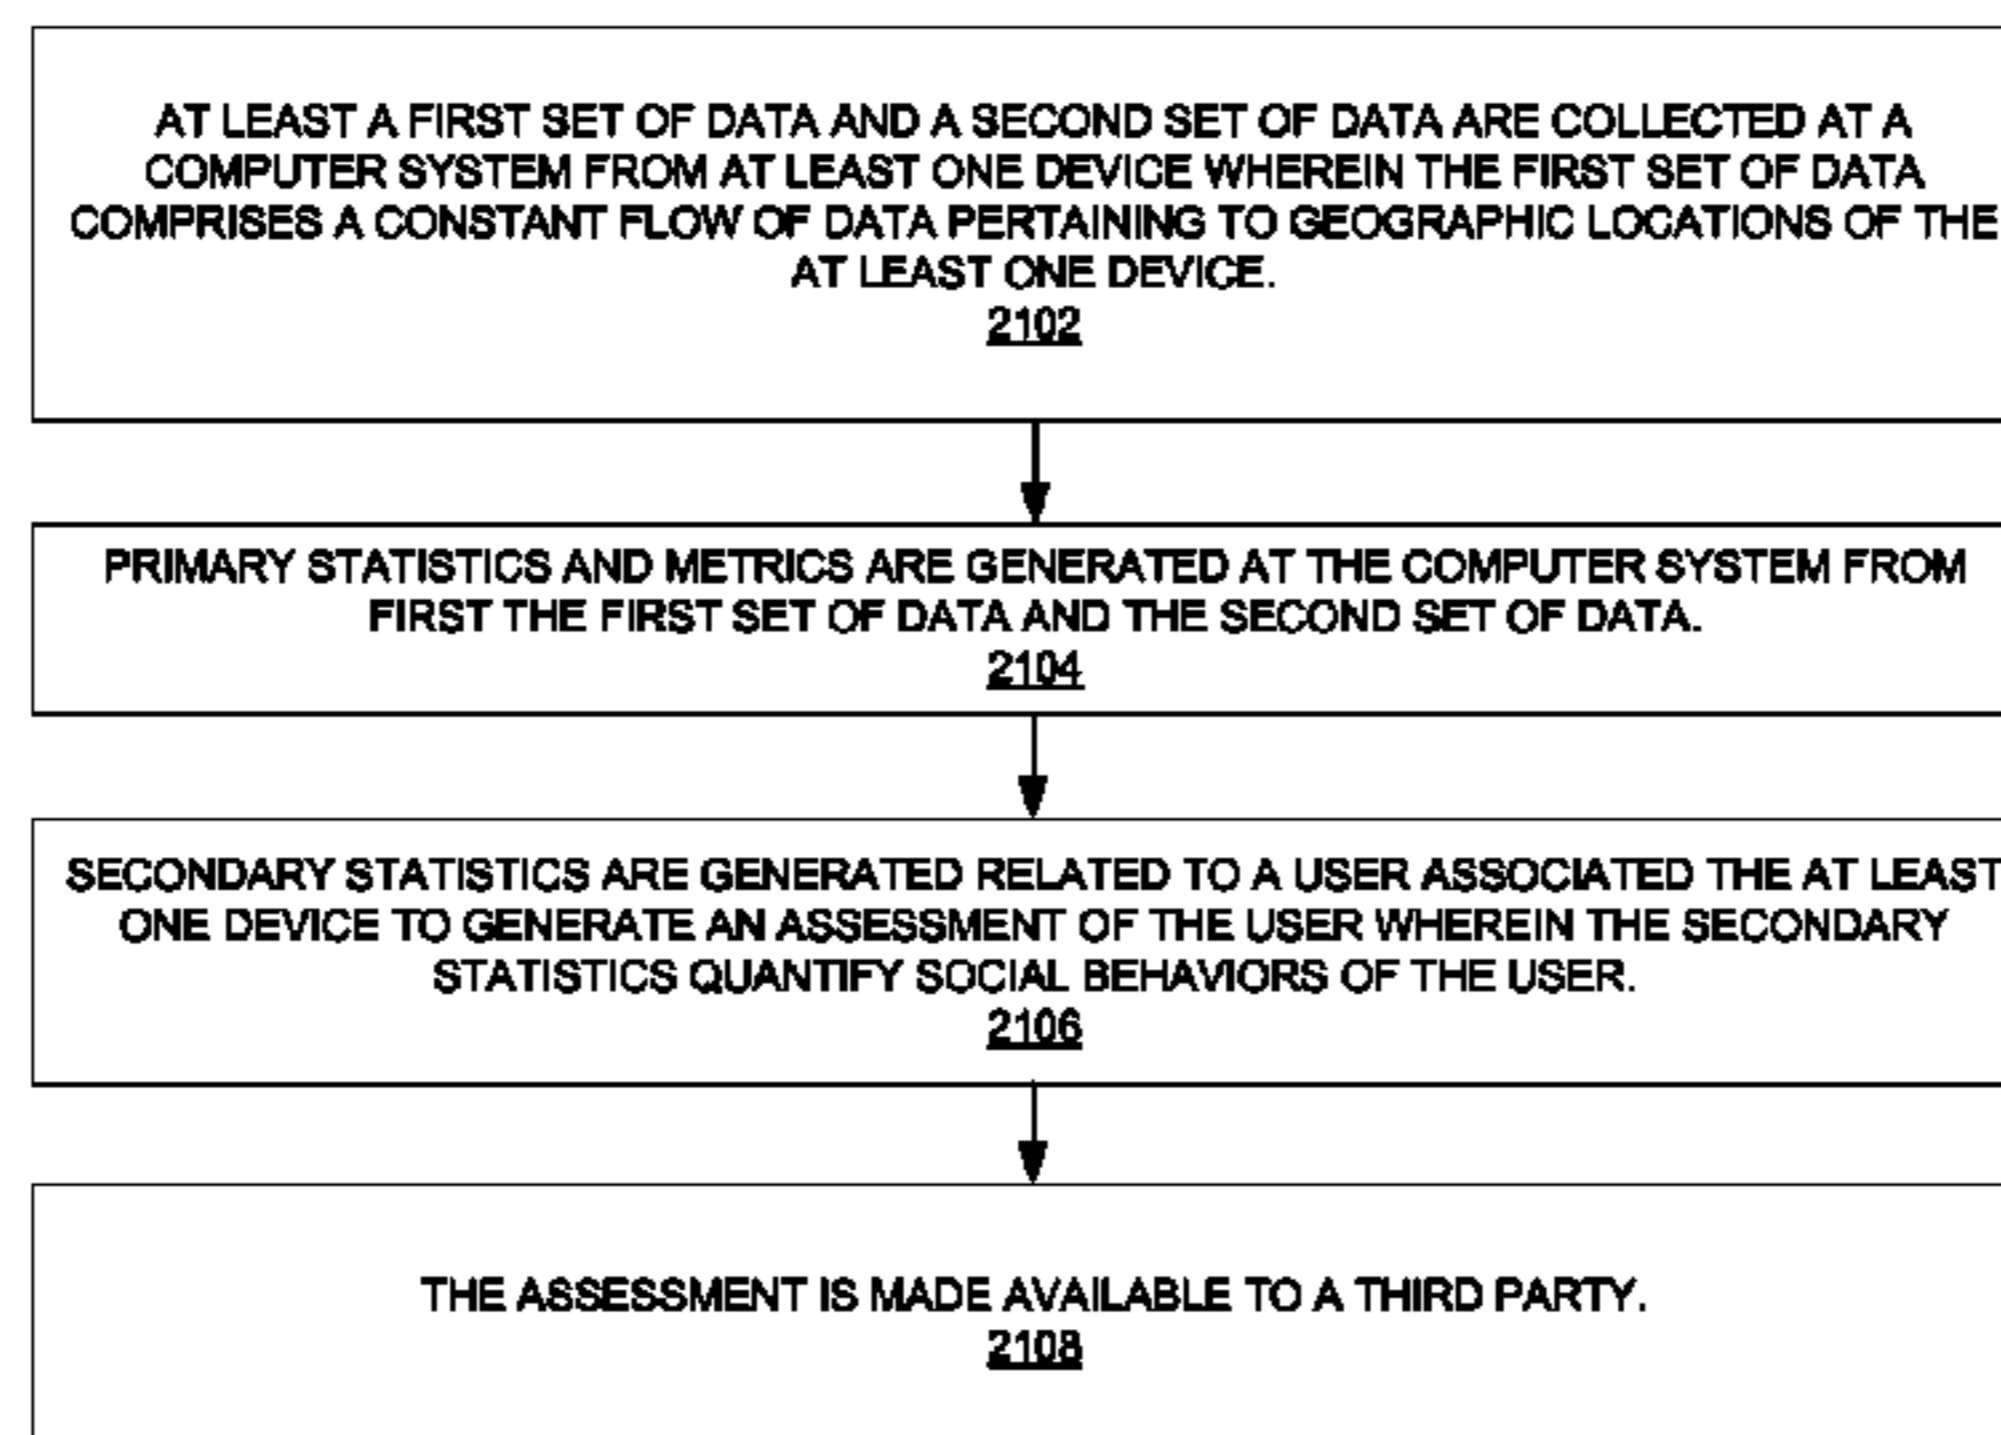 AT LEAST A FIRST SET OF DATA AND A SECOND SET OF DATA ARE COLLECTED AT A
COMPUTER SYSTEM FROM AT LEAST ONE DEVICE WHEREIN THE FIRST SET OF DATA
COMPRISES A CONSTANT FLOW OF DATA PERTAINING TO GEOGRAPHIC LOCATIONS OF THE
AT LEAST ONE DEVICE.
2102
PRIMARY STATISTICS AND METRICS ARE GENERATED AT THE COMPUTER SYSTEM FROM
FIRST THE FIRST SET OF DATA AND THE SECOND SET OF DATA.
2104
SECONDARY STATISTICS ARE GENERATED RELATED TO A USER ASSOCIATED THE AT LEAST
ONE DEVICE TO GENERATE AN ASSESSMENT OF THE USER WHEREIN THE SECONDARY
STATISTICS QUANTIFY SOCIAL BEHAVIORS OF THE USER.
2106
THE ASSESSMENT IS MADE AVAILABLE TO A THIRD PARTY.
2108